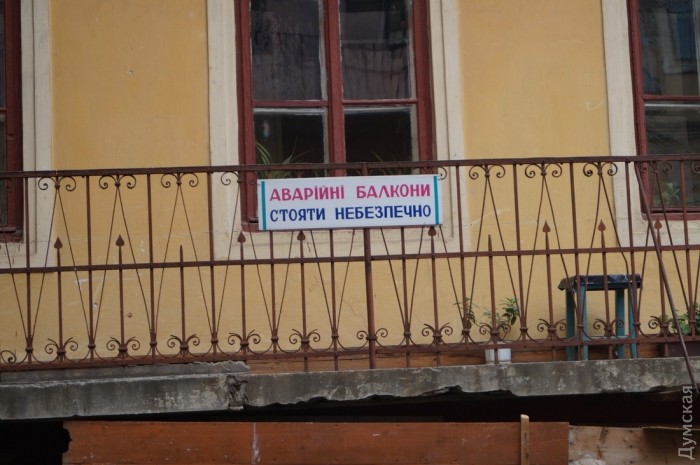 АВАРІЙНІ БАЛКОНИ
СТОЯТИ НЕБЕЗПЕЧНО
Думская